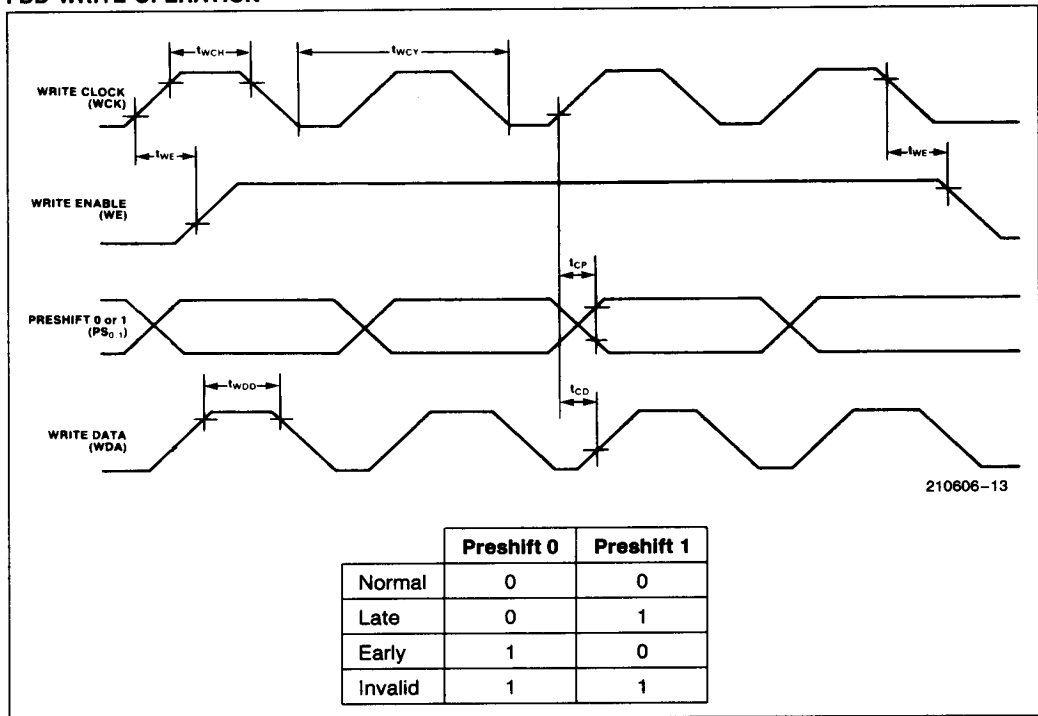 FDD WRITE OPERATION
tWCH
tWCY
WRITE CLOCK
(WCK)
tWE
tWE
WRITE ENABLE
(WE)
tCP
PRESHIFT 0 or 1
(PS0,1)
tWDD
tCD
WRITE DATA
(WDA)
210606-13
Preshift 0 Preshift 1
Normal 0 0
Late 0 1
Early 1 0
Invalid 1 1